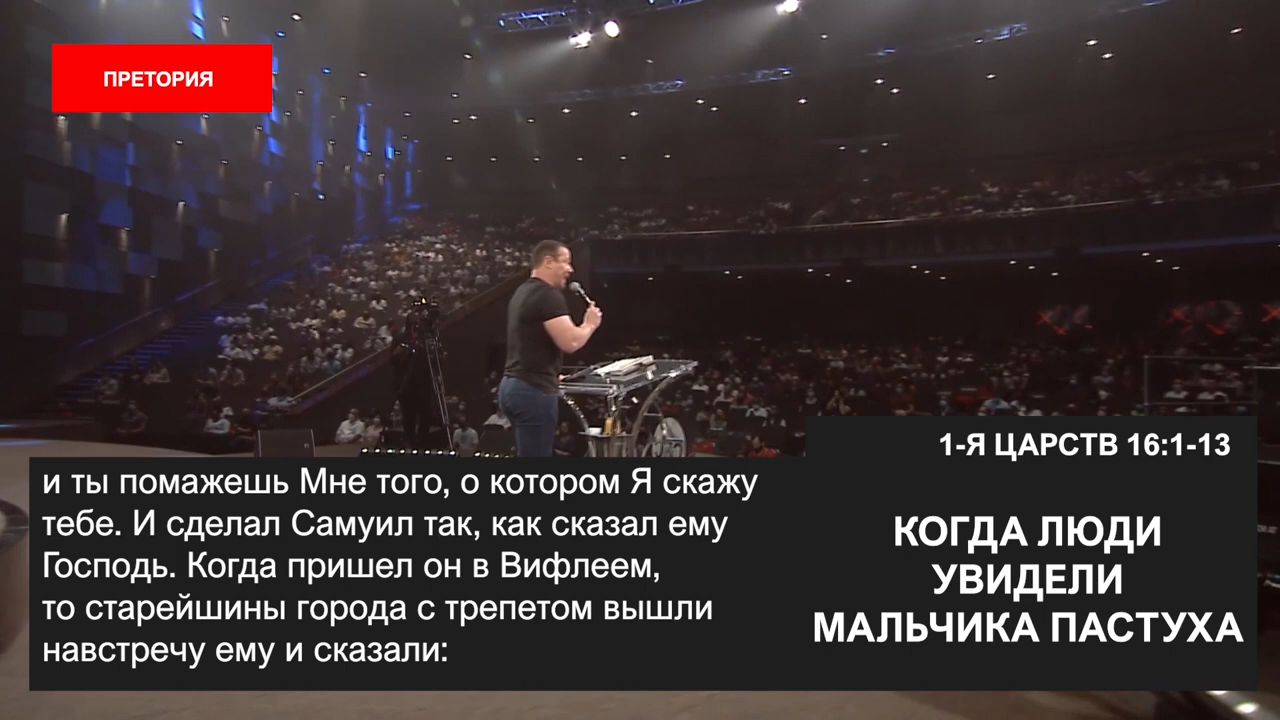 ПРЕТОРИЯ
и ты помажешь Мне того, о котором Я скажу
тебе. И сделал Самуил так, как сказал ему
Господь. Когда пришел он в Вифлеем,
то старейшины города с трепетом вышли
навстречу ему и сказали:
1-Я ЦАРСТВ 16:1-13
КОГДА ЛЮДИ
УВИДЕЛИ
МАЛЬЧИКА ПАСТУХА